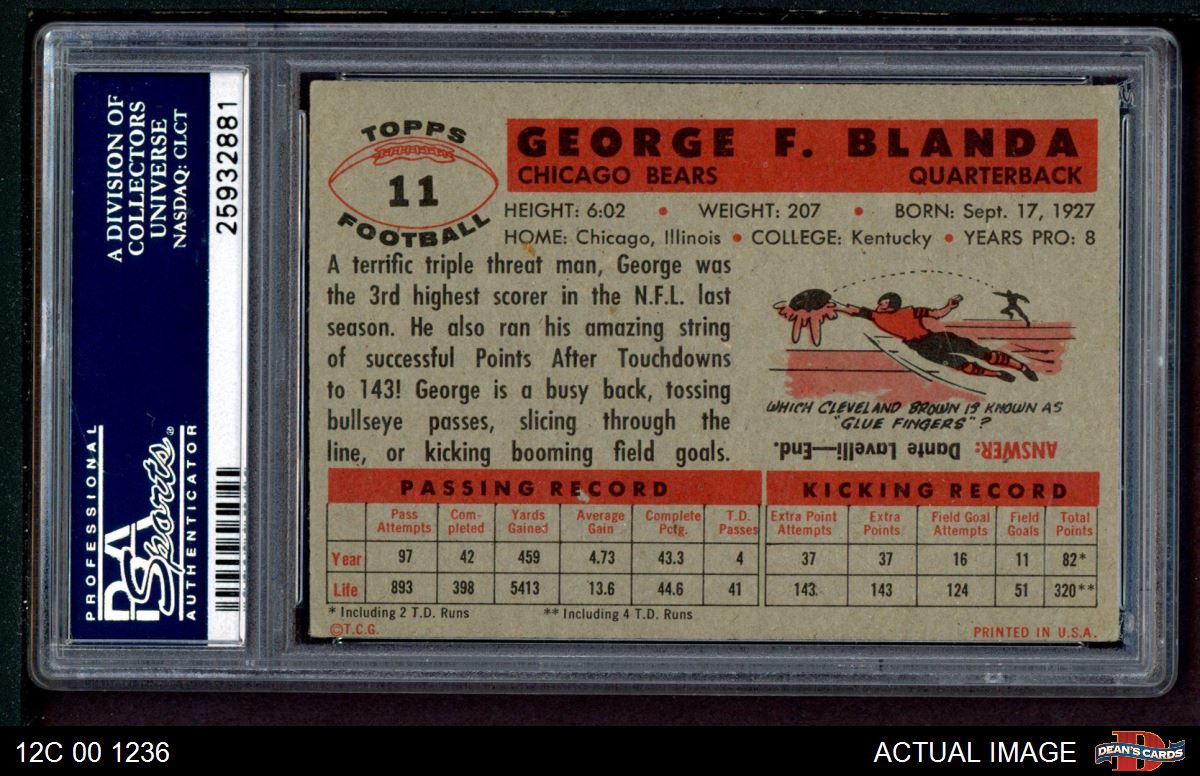 A DIVISION OF
COLLECTORS
UNIVERSE
NASDAQ: CLCT
25932881
PROFESSIONAL
PSA
Sports®
AUTHENTICATOR
TOPPS
11
FOOTBALL
GEORGE F. BLANDA
CHICAGO BEARS QUARTERBACK
HEIGHT: 6:02 • WEIGHT: 207 • BORN: Sept. 17, 1927
HOME: Chicago, Illinois • COLLEGE: Kentucky • YEARS PRO: 8
A terrific triple threat man, George was
the 3rd highest scorer in the N.F.L. last
season. He also ran his amazing string
of successful Points After Touchdowns
to 143! George is a busy back, tossing
bullseye passes, slicing through the
line, or kicking booming field goals.
WHICH CLEVELAND BROWN IS KNOWN AS
"GLUE FINGERS"?
ANSWER: Dante Lavelli—End.
PASSING RECORD
Pass Attempts Com-pleted Yards Gained Average Gain Complete Pctg. T.D. Passes
Year 97 42 459 4.73 43.3 4
Life 893 398 5413 13.6 44.6 41
KICKING RECORD
Extra Point Attempts Extra Points Field Goal Attempts Field Goals Total Points
37 37 16 11 82*
143 143 124 51 320**
* Including 2 T.D. Runs ** Including 4 T.D. Runs
©T.C.G. PRINTED IN U.S.A.
12C 00 1236 ACTUAL IMAGE DEAN'S CARDS